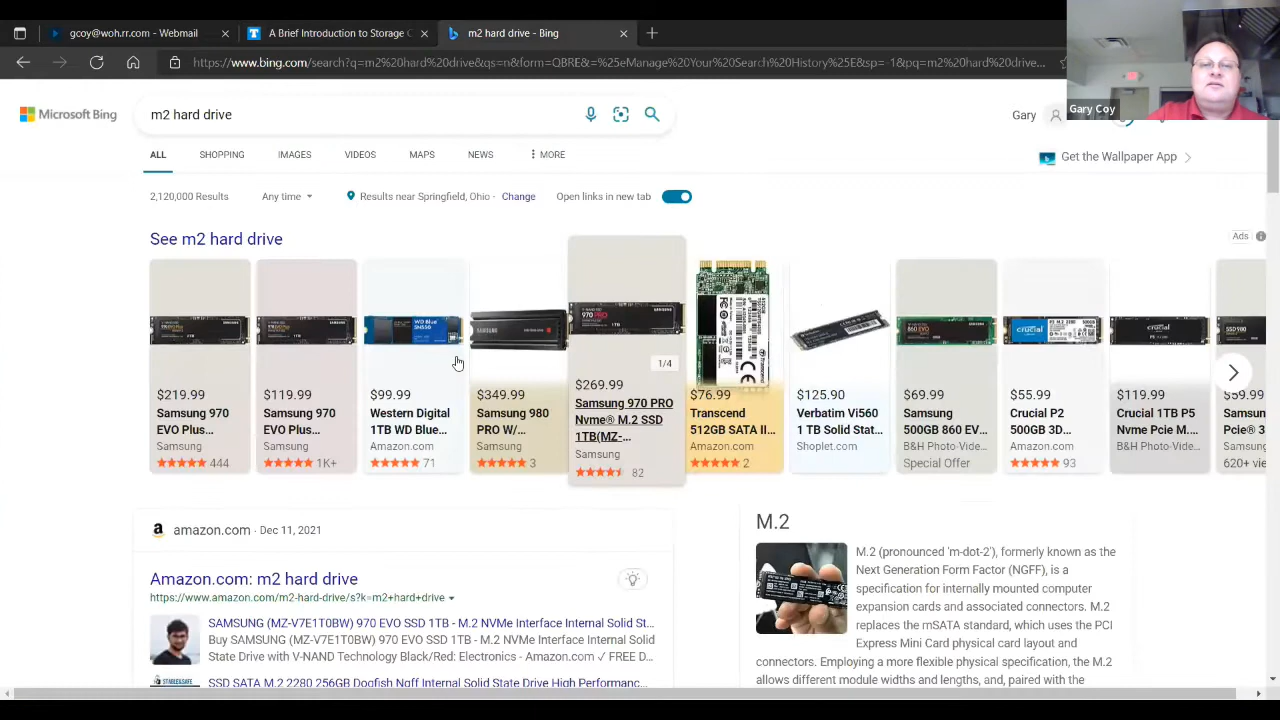 gcoy@woh.rr.com - Webmail
A Brief Introduction to Storage
m2 hard drive - Bing
https://www.bing.com/search?q=m2%20hard%20drive&qs=n&form=QBRE&=%25eManage%20Your%20Search%20History%25E&sp=-1&pq=m2%20hard%20drive...
Gary Coy
Microsoft Bing
m2 hard drive
Gary
ALL
SHOPPING
IMAGES
VIDEOS
MAPS
NEWS
MORE
Get the Wallpaper App
2,120,000 Results
Any time
Results near Springfield, Ohio - Change
Open links in new tab
See m2 hard drive
Ads
1/4
$219.99
Samsung 970
EVO Plus...
Samsung
444
$119.99
Samsung 970
EVO Plus...
Samsung
1K+
$99.99
Western Digital
1TB WD Blue...
Amazon.com
71
$349.99
Samsung 980
PRO W/...
Samsung
3
$269.99
Samsung 970 PRO
Nvme® M.2 SSD
1TB(MZ-...
Samsung
82
$76.99
Transcend
512GB SATA II...
Amazon.com
2
$125.90
Verbatim Vi560
1 TB Solid Stat...
Shoplet.com
$69.99
Samsung
500GB 860 EV...
B&H Photo-Vide...
Special Offer
$55.99
Crucial P2
500GB 3D...
Amazon.com
93
$119.99
Crucial 1TB P5
Nvme Pcie M....
B&H Photo-Vide...
$59.99
Samsun
Pcie® 3
Samsun
620+ vie
amazon.com · Dec 11, 2021
Amazon.com: m2 hard drive
https://www.amazon.com/m2-hard-drive/s?k=m2+hard+drive
SAMSUNG (MZ-V7E1T0BW) 970 EVO SSD 1TB - M.2 NVMe Interface Internal Solid St...
Buy SAMSUNG (MZ-V7E1T0BW) 970 EVO SSD 1TB - M.2 NVMe Interface Internal Solid
State Drive with V-NAND Technology Black/Red: Electronics - Amazon.com ✓ FREE D...
SSD SATA M.2 2280 256GB Dogfish Ngff Internal Solid State Drive High Performanc...
M.2
M.2 (pronounced 'm-dot-2'), formerly known as the
Next Generation Form Factor (NGFF), is a
specification for internally mounted computer
expansion cards and associated connectors. M.2
replaces the mSATA standard, which uses the PCI
Express Mini Card physical card layout and
connectors. Employing a more flexible physical specification, the M.2
allows different module widths and lengths, and, paired with the